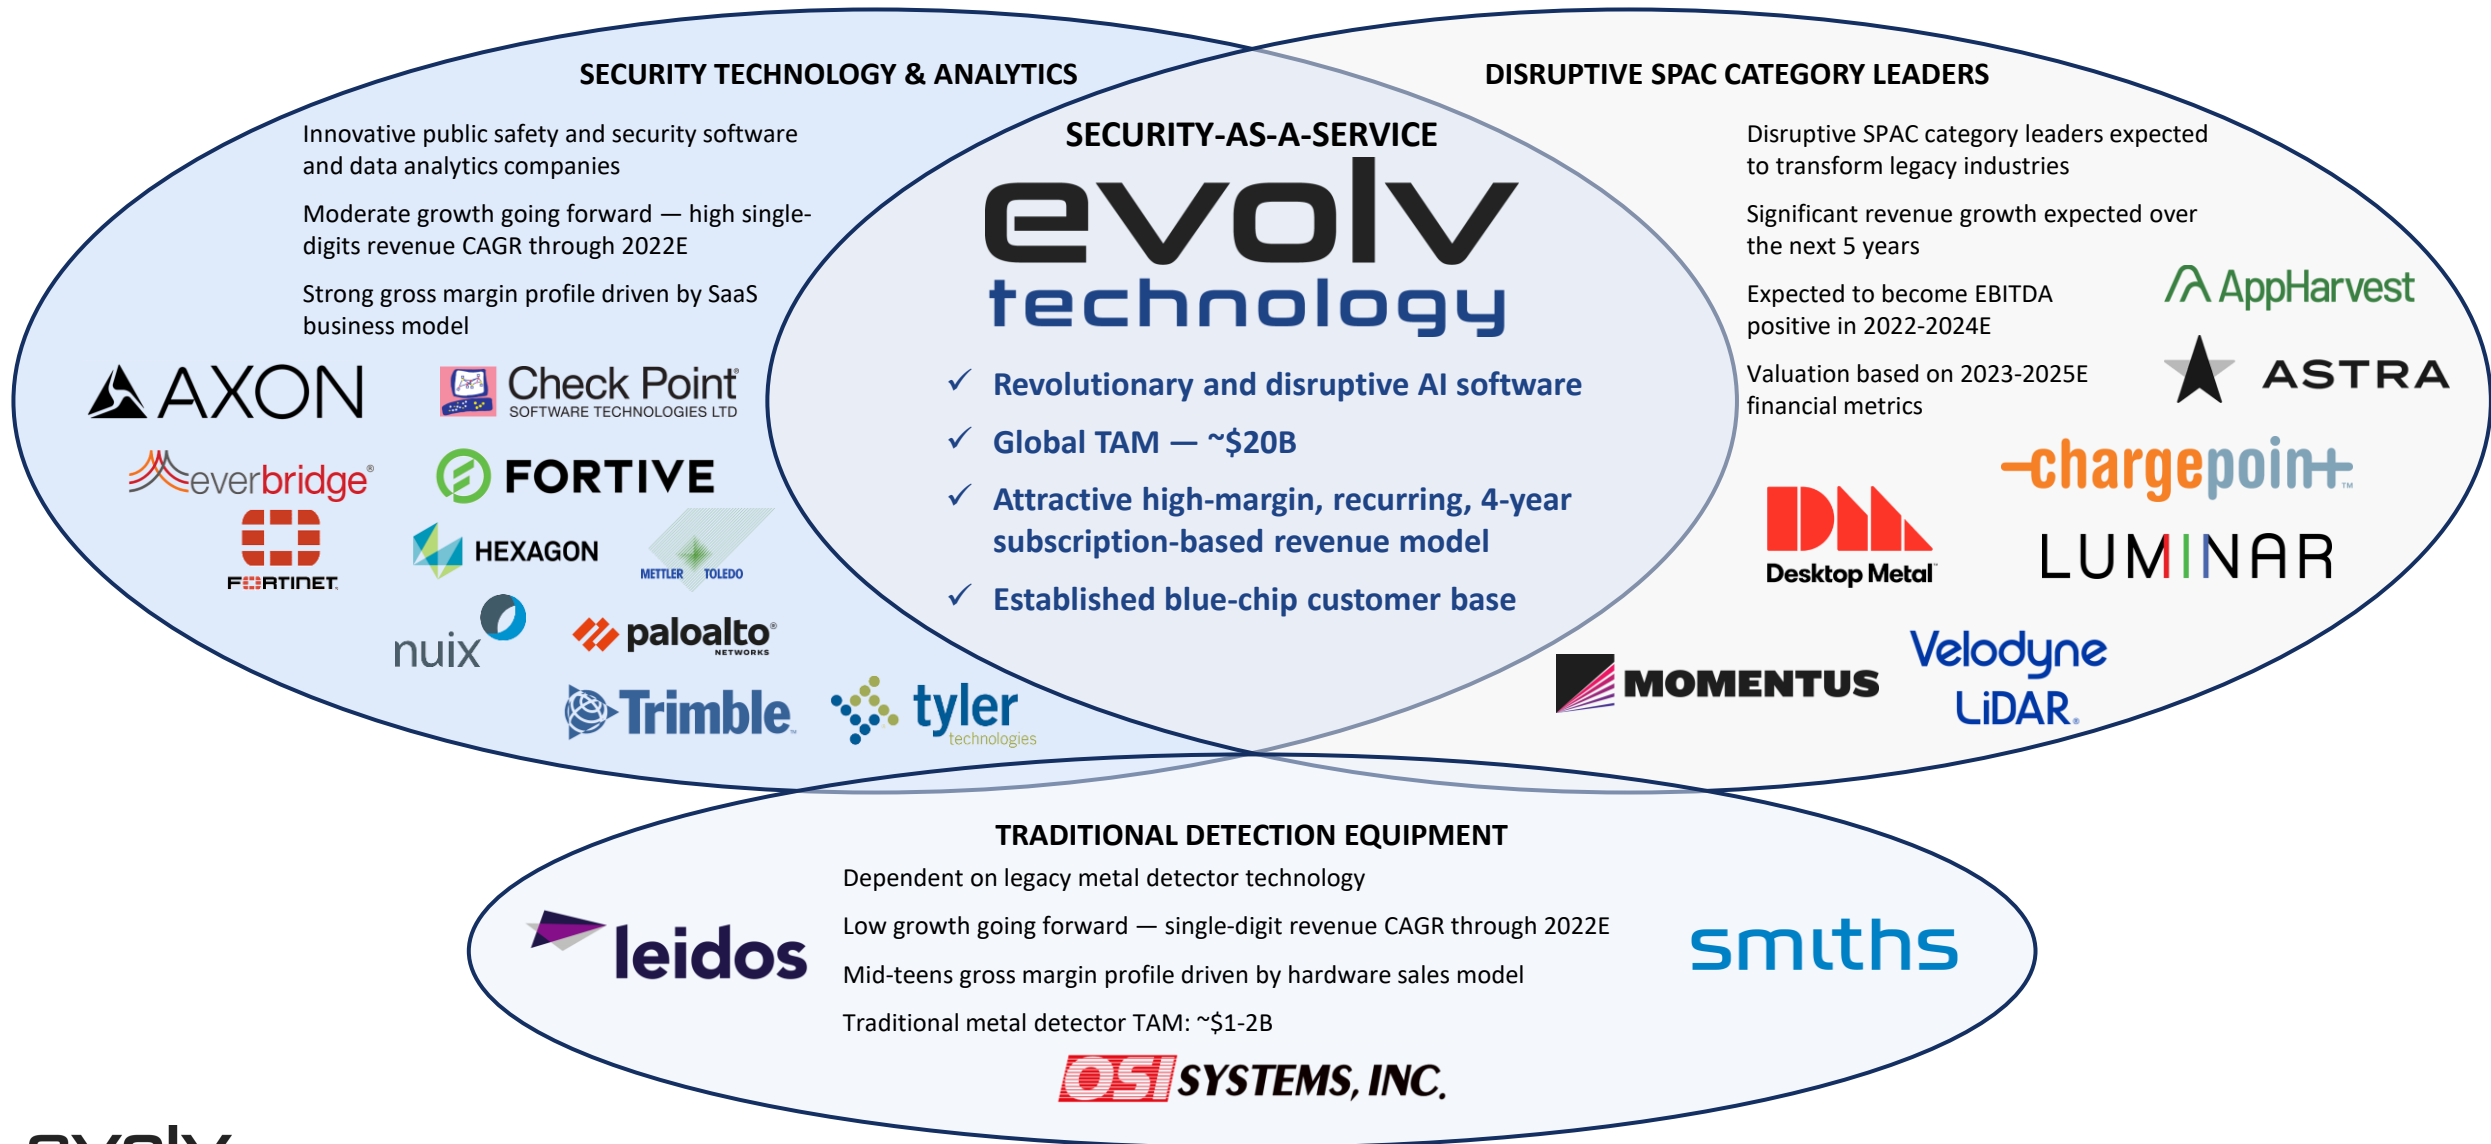 SECURITY TECHNOLOGY & ANALYTICS
Innovative public safety and security software
and data analytics companies
Moderate growth going forward — high single-
digits revenue CAGR through 2022E
Strong gross margin profile driven by SaaS
business model
AXON
Check Point
SOFTWARE TECHNOLOGIES LTD
everbridge®
FORTIVE
FORTINET
HEXAGON
METTLER TOLEDO
nuix
paloalto®
NETWORKS
Trimble
tyler
technologies
SECURITY-AS-A-SERVICE
evolv
technology
✓ Revolutionary and disruptive AI software
✓ Global TAM — ~$20B
✓ Attractive high-margin, recurring, 4-year
subscription-based revenue model
✓ Established blue-chip customer base
DISRUPTIVE SPAC CATEGORY LEADERS
Disruptive SPAC category leaders expected
to transform legacy industries
Significant revenue growth expected over
the next 5 years
Expected to become EBITDA
positive in 2022-2024E
Valuation based on 2023-2025E
financial metrics
AppHarvest
ASTRA
chargepoint™
Desktop Metal
LUMINAR
MOMENTUS
Velodyne
LiDAR®
TRADITIONAL DETECTION EQUIPMENT
Dependent on legacy metal detector technology
Low growth going forward — single-digit revenue CAGR through 2022E
Mid-teens gross margin profile driven by hardware sales model
Traditional metal detector TAM: ~$1-2B
leidos
smiths
OSI SYSTEMS, INC.
evolv